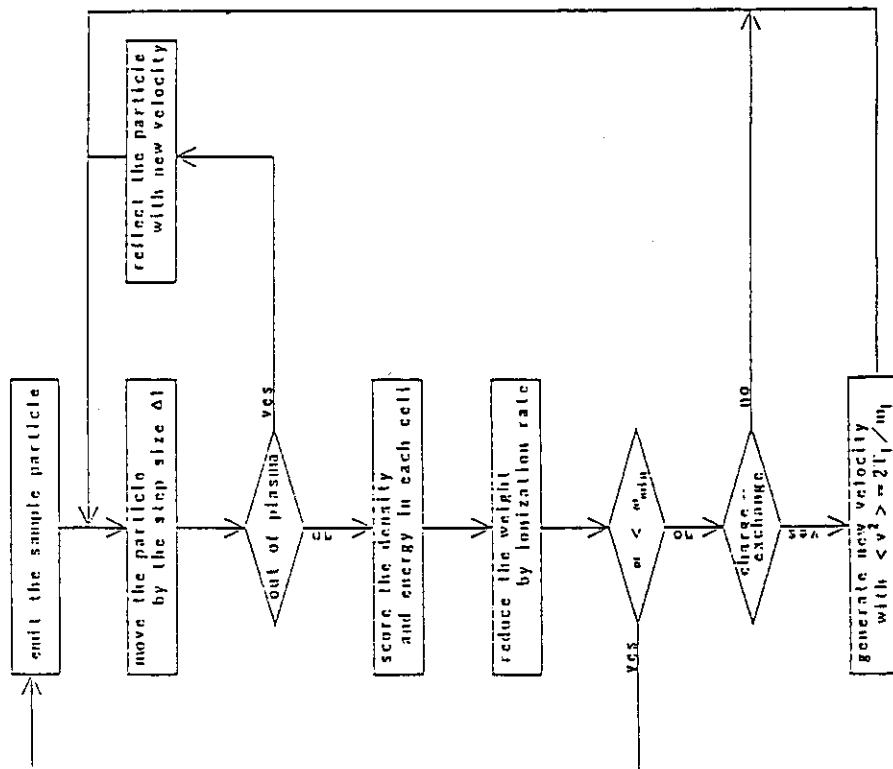 emit the sample particle
move the particle
by the step size Δl
out of plasma
yes
no
reflect the particle
with new velocity
score the density
and energy in each cell
reduce the weight
by ionization rate
ω < ω_min
yes
no
charge-
exchange
no
yes
generate new velocity
with < v² > = 2T_i/m_i